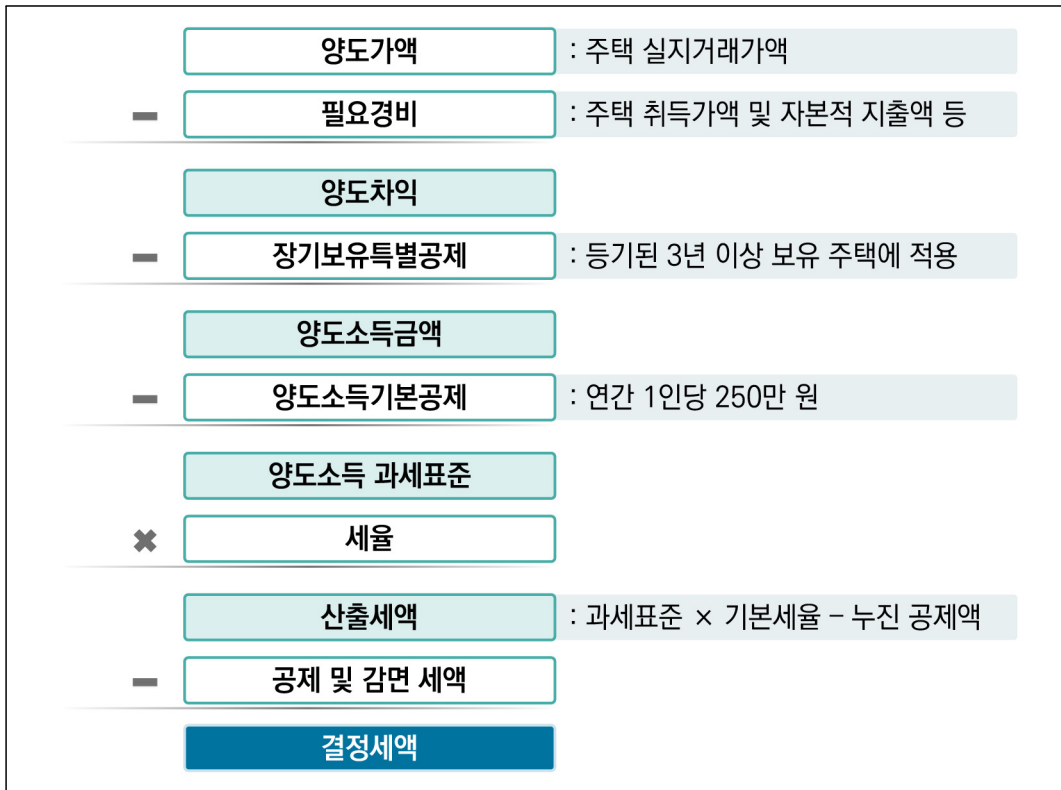 양도가액 : 주택 실지거래가액
− 필요경비 : 주택 취득가액 및 자본적 지출액 등
양도차익
− 장기보유특별공제 : 등기된 3년 이상 보유 주택에 적용
양도소득금액
− 양도소득기본공제 : 연간 1인당 250만 원
양도소득 과세표준
× 세율
산출세액 : 과세표준 × 기본세율 – 누진 공제액
− 공제 및 감면 세액
결정세액